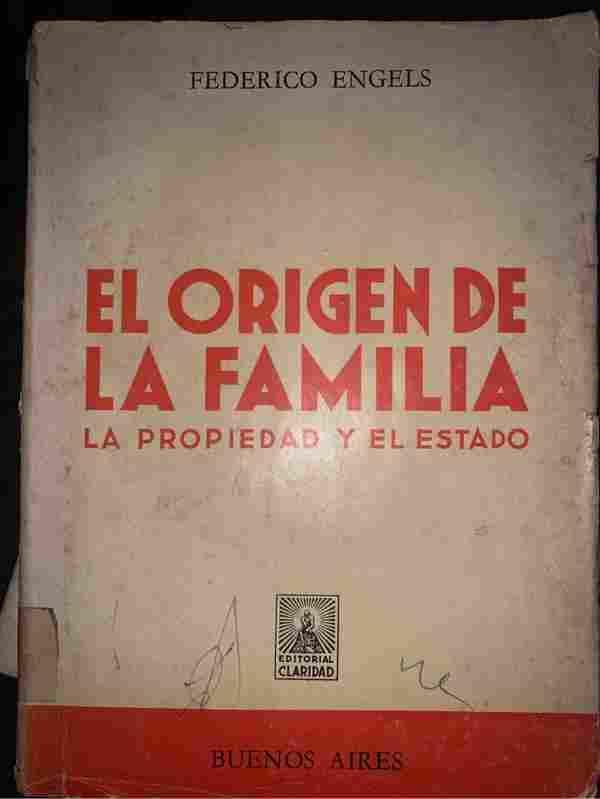 FEDERICO ENGELS
EL ORIGEN DE
LA FAMILIA
LA PROPIEDAD Y EL ESTADO
EDITORIAL
CLARIDAD
BUENOS AIRES